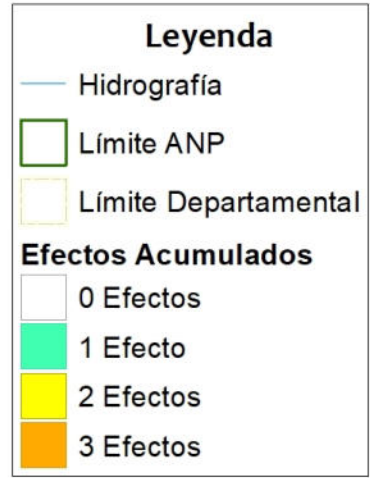 Leyenda
Hidrografía
Límite ANP
Límite Departamental
Efectos Acumulados
0 Efectos
1 Efecto
2 Efectos
3 Efectos